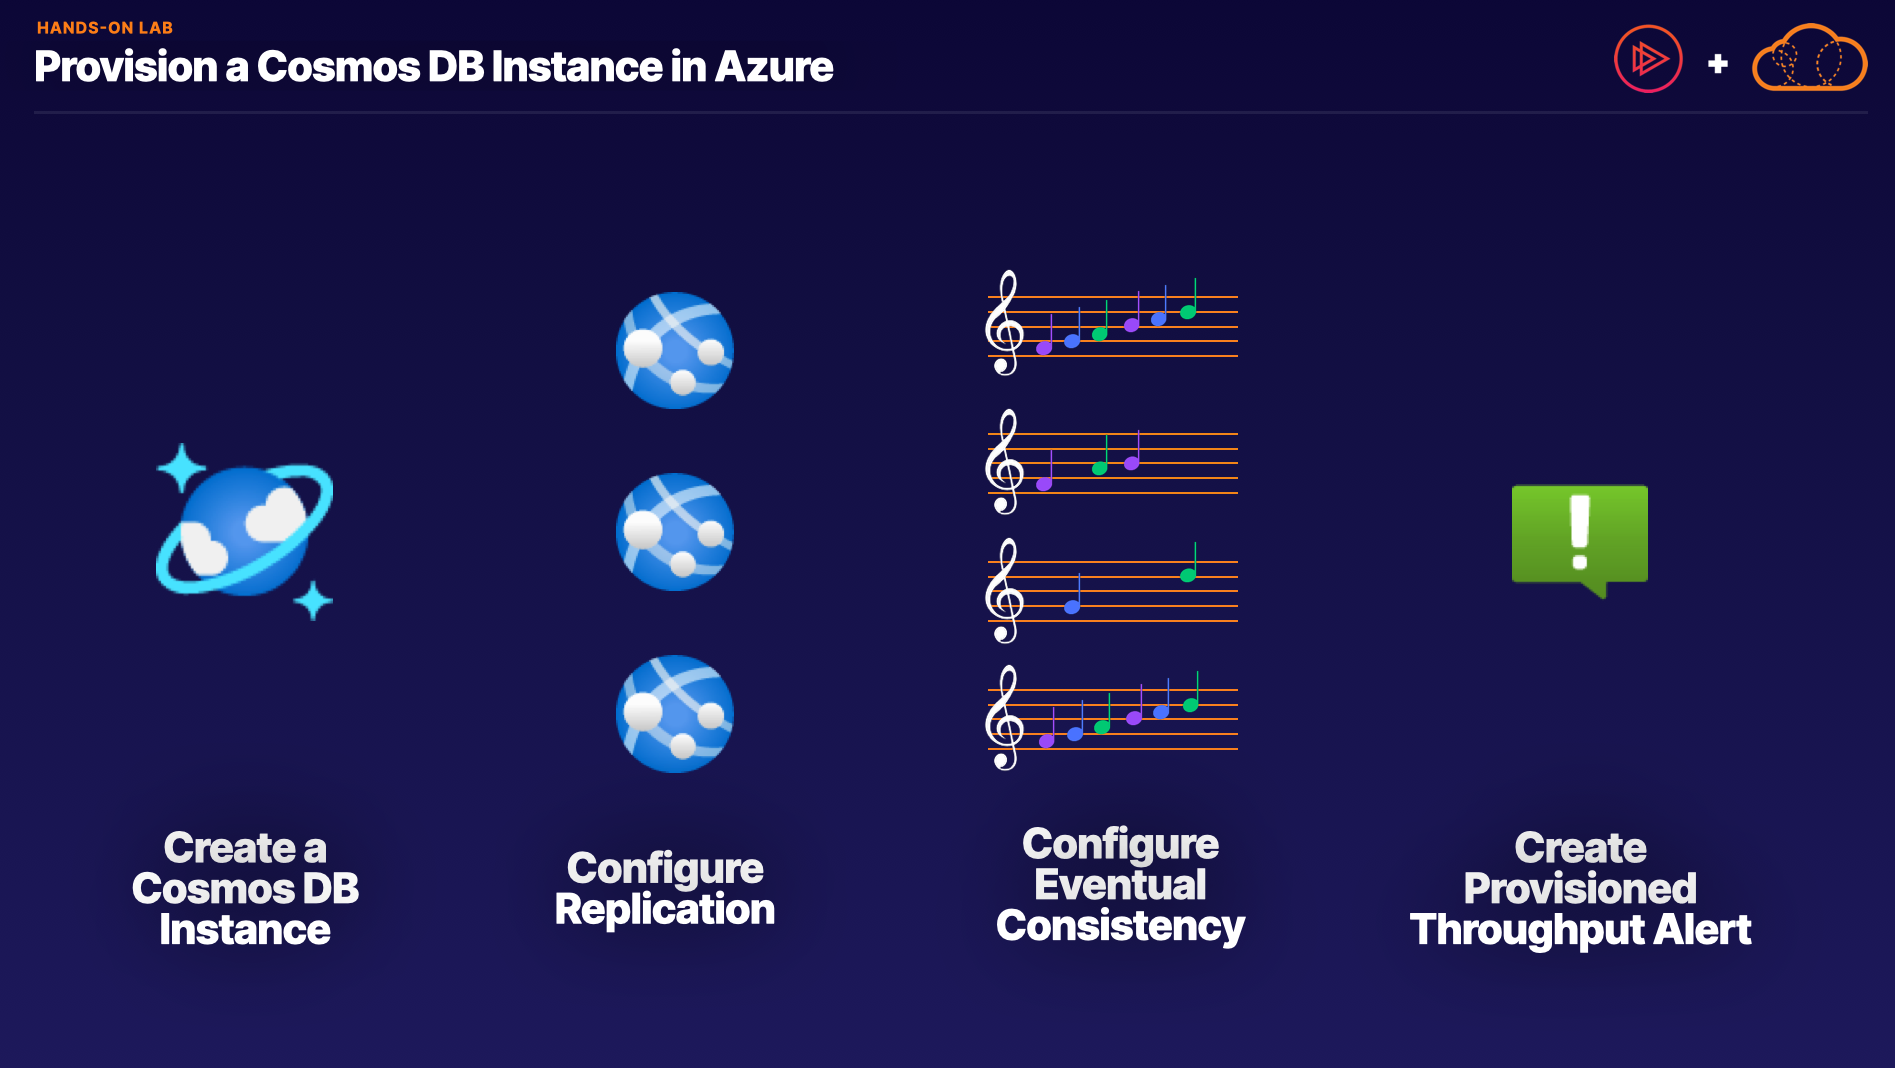 HANDS-ON LAB
Provision a Cosmos DB Instance in Azure
Create a
Cosmos DB
Instance
Configure
Replication
Configure
Eventual
Consistency
Create
Provisioned
Throughput Alert